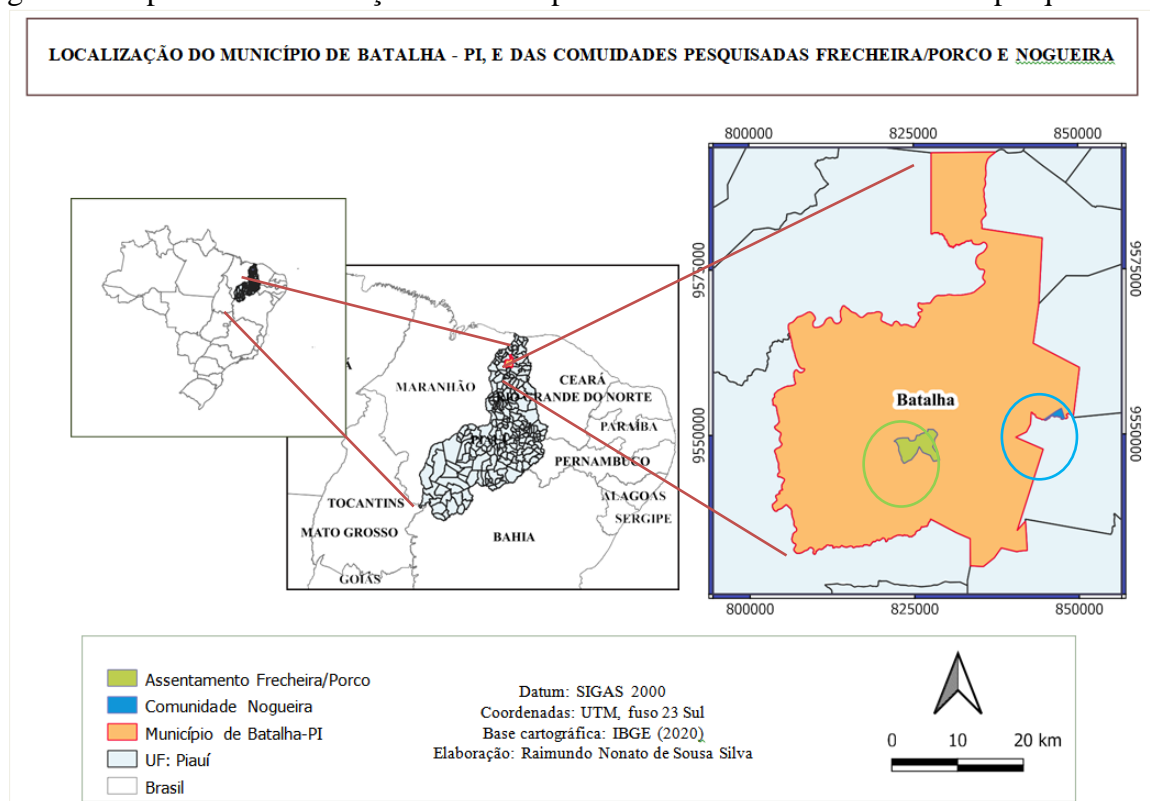 LOCALIZAÇÃO DO MUNICÍPIO DE BATALHA - PI, E DAS COMUIDADES PESQUISADAS FRECHEIRA/PORCO E NOGUEIRA
800000 825000 850000
9575000 9575000
9550000 9550000
800000 825000 850000
Batalha
MARANHÃO
CEARÁ
RIO GRANDE DO NORTE
PARAÍBA
PERNAMBUCO
ALAGOAS
SERGIPE
TOCANTINS
MATO GROSSO
BAHIA
GOIÁS
Assentamento Frecheira/Porco
Comunidade Nogueira
Município de Batalha-PI
UF: Piauí
Brasil
Datum: SIGAS 2000
Coordenadas: UTM, fuso 23 Sul
Base cartográfica: IBGE (2020)
Elaboração: Raimundo Nonato de Sousa Silva
0 10 20 km